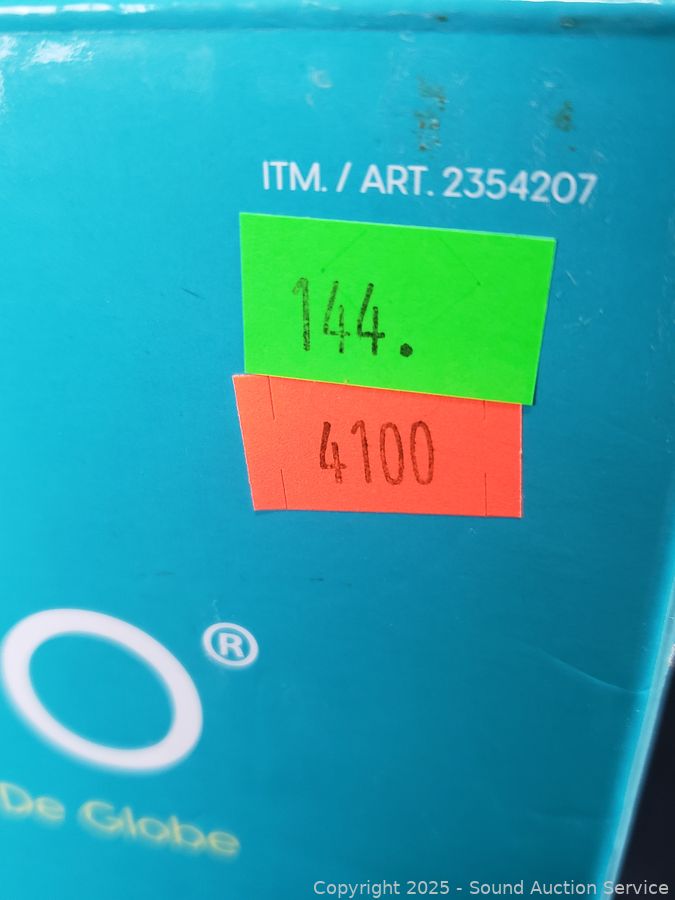 ITM. / ART. 2354207
144.
4100
O®
De Globe
Copyright 2025 - Sound Auction Service